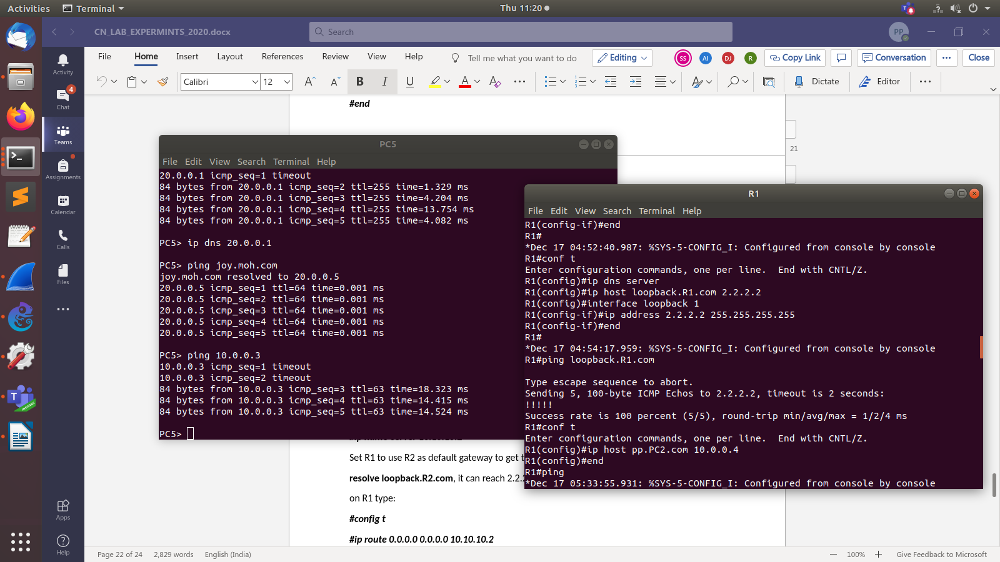 Activities
Terminal
Thu 11:20
CN_LAB_EXPERMINTS_2020.docx
Search
PP
Activity
4
Chat
Teams
Assignments
Calendar
Calls
Files
Apps
Help
File Home Insert Layout References Review View Help
Tell me what you want to do
Editing
SS AI DJ R
Copy Link
Conversation
Close
Calibri
12
B I U
Dictate
Editor
#end
21
PC5
File Edit View Search Terminal Help
20.0.0.1 icmp_seq=1 timeout
84 bytes from 20.0.0.1 icmp_seq=2 ttl=255 time=1.329 ms
84 bytes from 20.0.0.1 icmp_seq=3 ttl=255 time=4.204 ms
84 bytes from 20.0.0.1 icmp_seq=4 ttl=255 time=13.754 ms
84 bytes from 20.0.0.1 icmp_seq=5 ttl=255 time=4.082 ms
PC5> ip dns 20.0.0.1
PC5> ping joy.moh.com
joy.moh.com resolved to 20.0.0.5
20.0.0.5 icmp_seq=1 ttl=64 time=0.001 ms
20.0.0.5 icmp_seq=2 ttl=64 time=0.001 ms
20.0.0.5 icmp_seq=3 ttl=64 time=0.001 ms
20.0.0.5 icmp_seq=4 ttl=64 time=0.001 ms
20.0.0.5 icmp_seq=5 ttl=64 time=0.001 ms
PC5> ping 10.0.0.3
10.0.0.3 icmp_seq=1 timeout
10.0.0.3 icmp_seq=2 timeout
84 bytes from 10.0.0.3 icmp_seq=3 ttl=63 time=18.323 ms
84 bytes from 10.0.0.3 icmp_seq=4 ttl=63 time=14.415 ms
84 bytes from 10.0.0.3 icmp_seq=5 ttl=63 time=14.524 ms
PC5>
R1
File Edit View Search Terminal Help
R1(config-if)#end
R1#
*Dec 17 04:52:40.987: %SYS-5-CONFIG_I: Configured from console by console
R1#conf t
Enter configuration commands, one per line.  End with CNTL/Z.
R1(config)#ip dns server
R1(config)#ip host loopback.R1.com 2.2.2.2
R1(config)#interface loopback 1
R1(config-if)#ip address 2.2.2.2 255.255.255.255
R1(config-if)#end
R1#
*Dec 17 04:54:17.959: %SYS-5-CONFIG_I: Configured from console by console
R1#ping loopback.R1.com
Type escape sequence to abort.
Sending 5, 100-byte ICMP Echos to 2.2.2.2, timeout is 2 seconds:
!!!!!
Success rate is 100 percent (5/5), round-trip min/avg/max = 1/2/4 ms
R1#conf t
Enter configuration commands, one per line.  End with CNTL/Z.
R1(config)#ip host pp.PC2.com 10.0.0.4
R1(config)#end
R1#ping
*Dec 17 05:33:55.931: %SYS-5-CONFIG_I: Configured from console by console
Set R1 to use R2 as default gateway to get t
resolve loopback.R2.com, it can reach 2.2.2
on R1 type:
#config t
#ip route 0.0.0.0 0.0.0.0 10.10.10.2
Page 22 of 24
2,829 words
English (India)
100%
Give Feedback to Microsoft